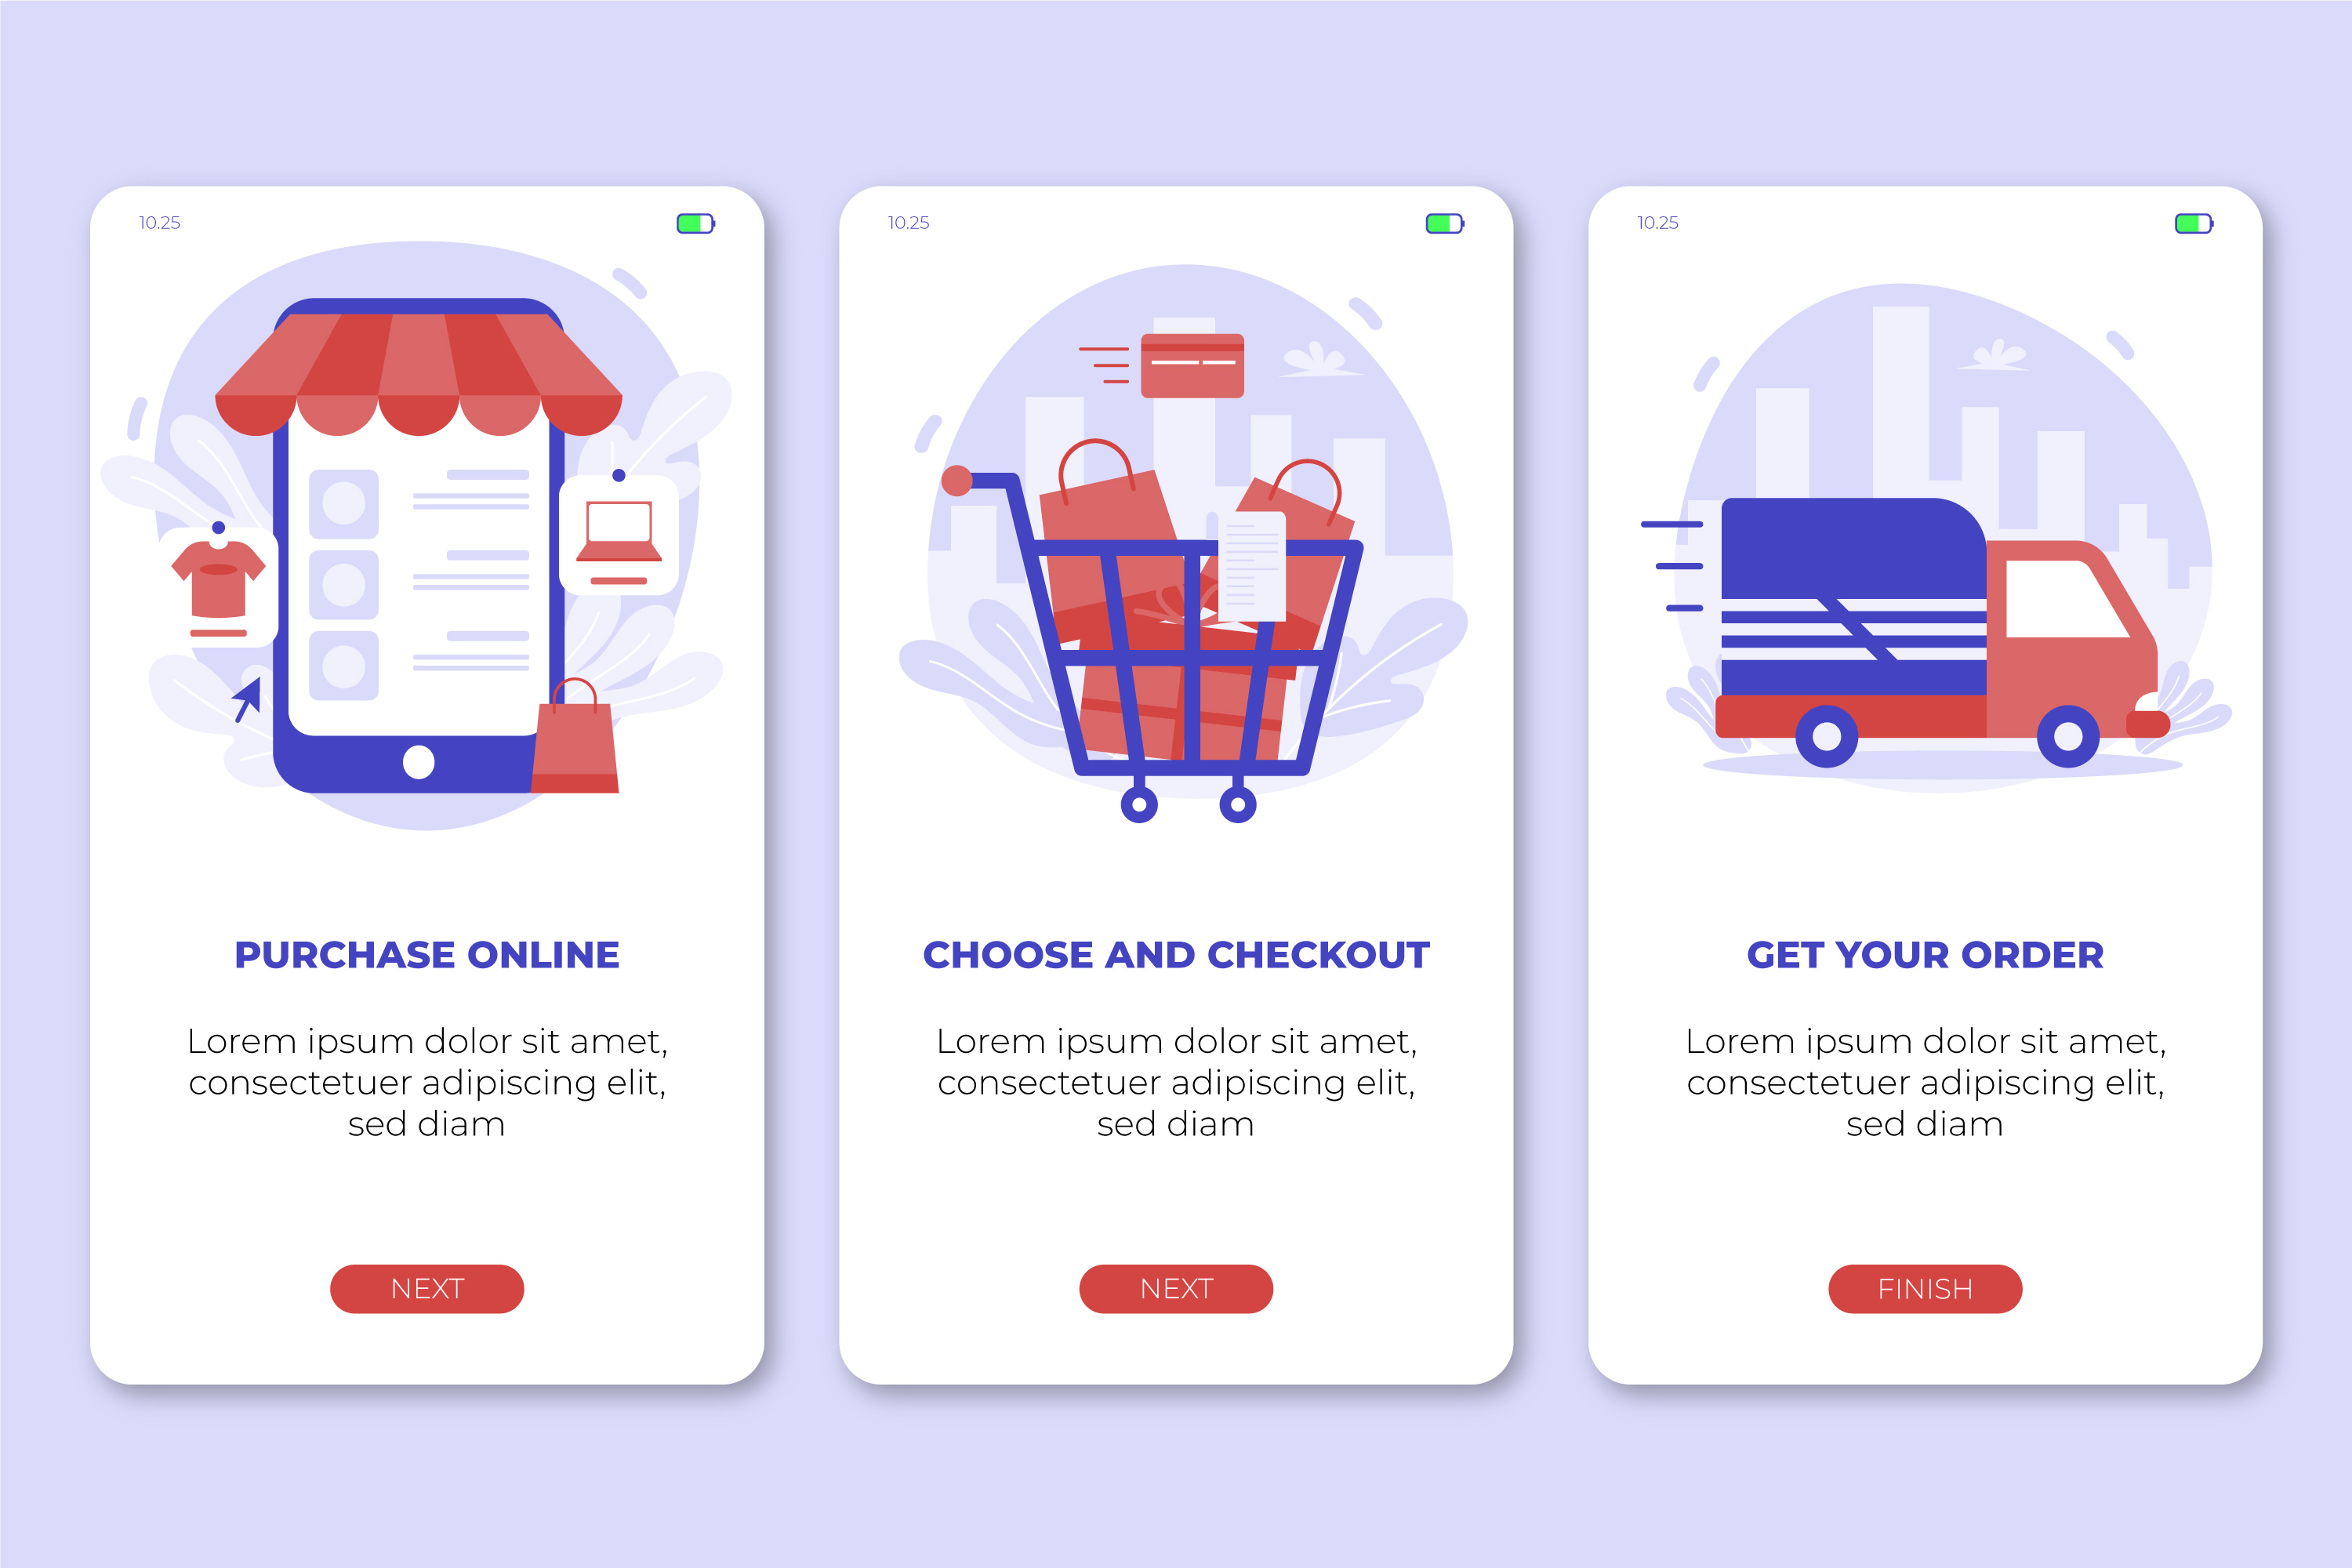 10.25
PURCHASE ONLINE
Lorem ipsum dolor sit amet,
consectetuer adipiscing elit,
sed diam
NEXT
10.25
CHOOSE AND CHECKOUT
Lorem ipsum dolor sit amet,
consectetuer adipiscing elit,
sed diam
NEXT
10.25
GET YOUR ORDER
Lorem ipsum dolor sit amet,
consectetuer adipiscing elit,
sed diam
FINISH